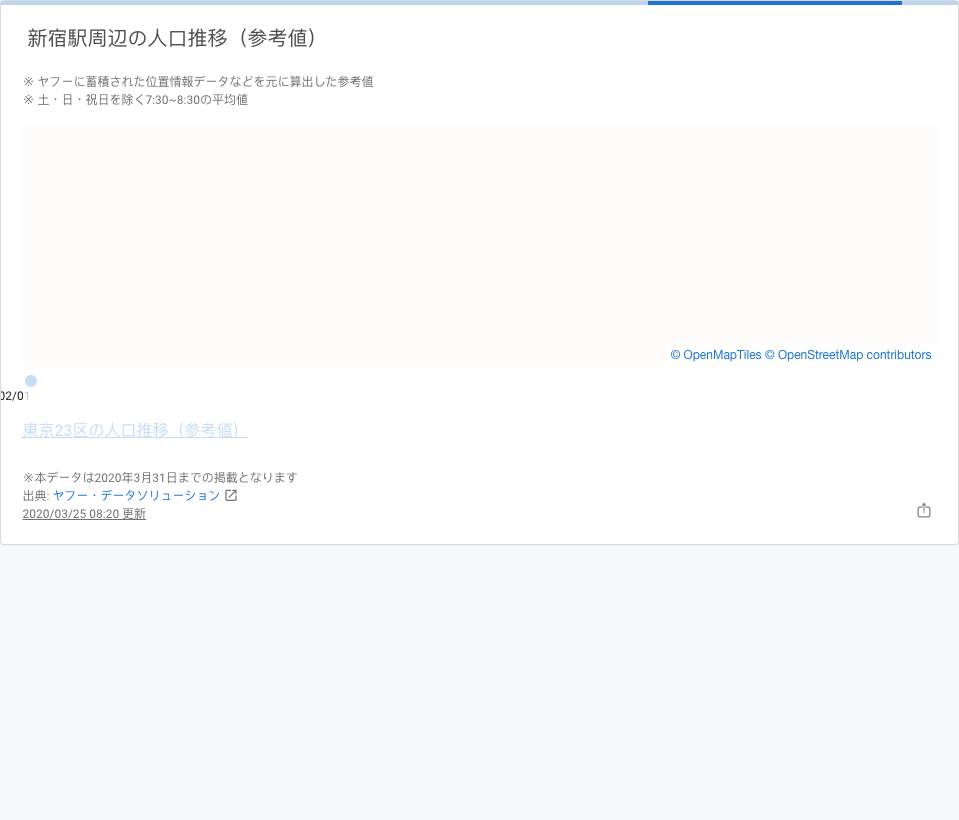 新宿駅周辺の人口推移（参考値）
※ ヤフーに蓄積された位置情報データなどを元に算出した参考値
※ 土・日・祝日を除く7:30~8:30の平均値
© OpenMapTiles © OpenStreetMap contributors
02/01
東京23区の人口推移（参考値）
※本データは2020年3月31日までの掲載となります
出典: ヤフー・データソリューション
2020/03/25 08:20 更新